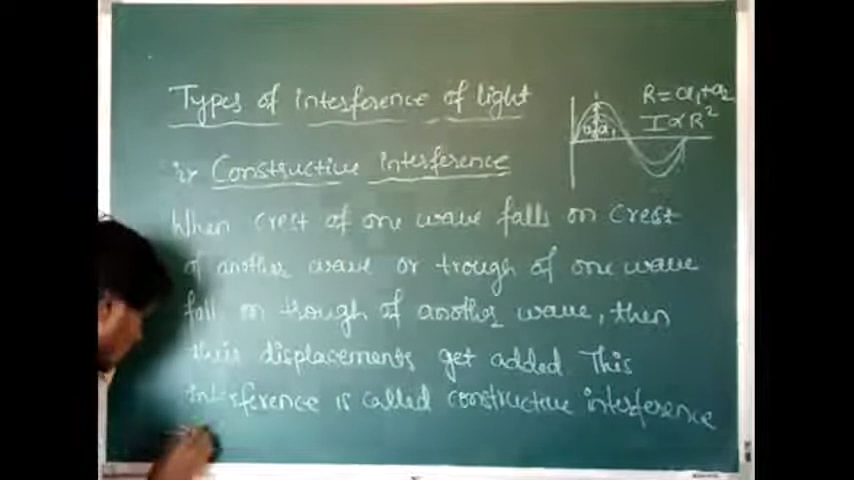 Types of interference of light
R = a₁+a₂
I ∝ R²
Constructive interference
When crest of one wave falls on crest
of another wave or trough of one wave
fall on trough of another wave, then
their displacements get added This
interference is called constructive interference